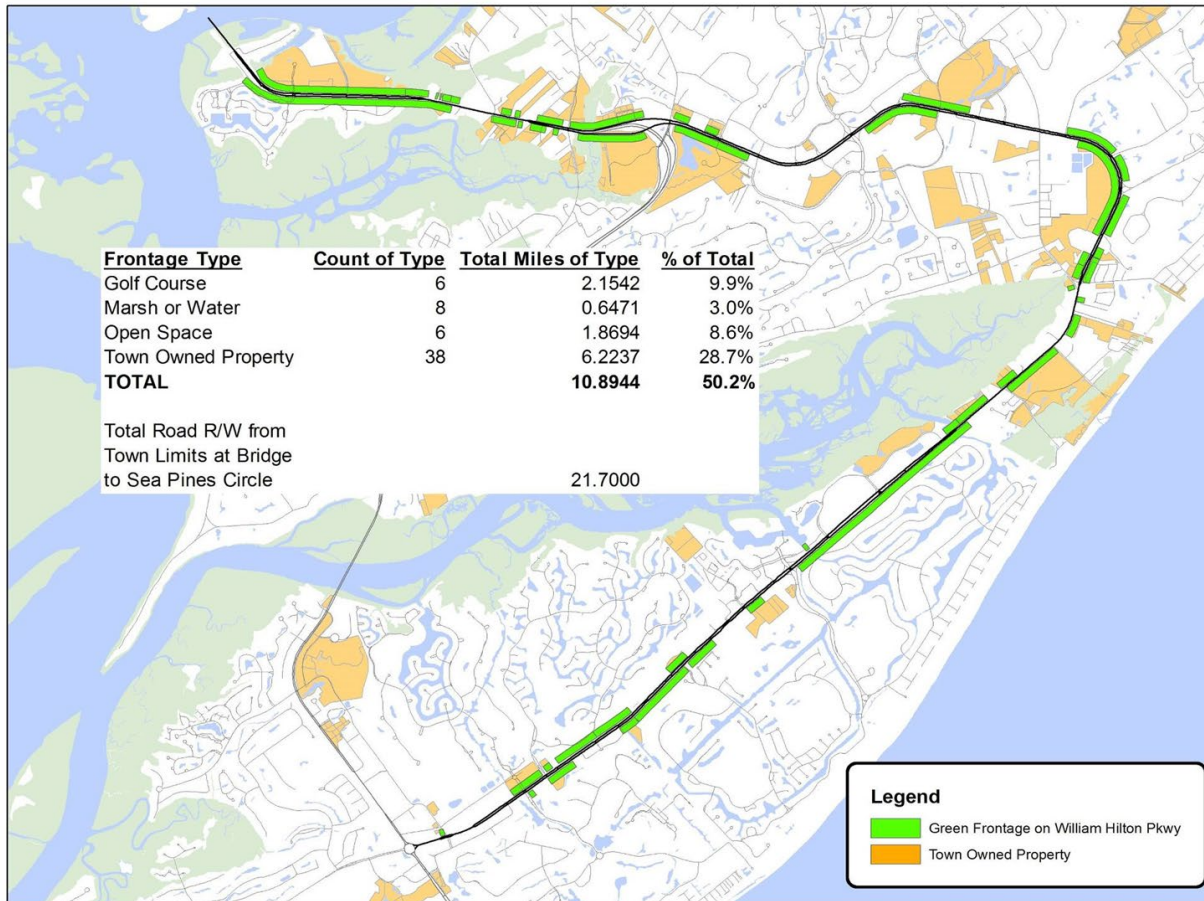 Frontage Type Count of Type Total Miles of Type % of Total
Golf Course 6 2.1542 9.9%
Marsh or Water 8 0.6471 3.0%
Open Space 6 1.8694 8.6%
Town Owned Property 38 6.2237 28.7%
TOTAL 10.8944 50.2%
Total Road R/W from
Town Limits at Bridge
to Sea Pines Circle 21.7000
Legend
Green Frontage on William Hilton Pkwy
Town Owned Property